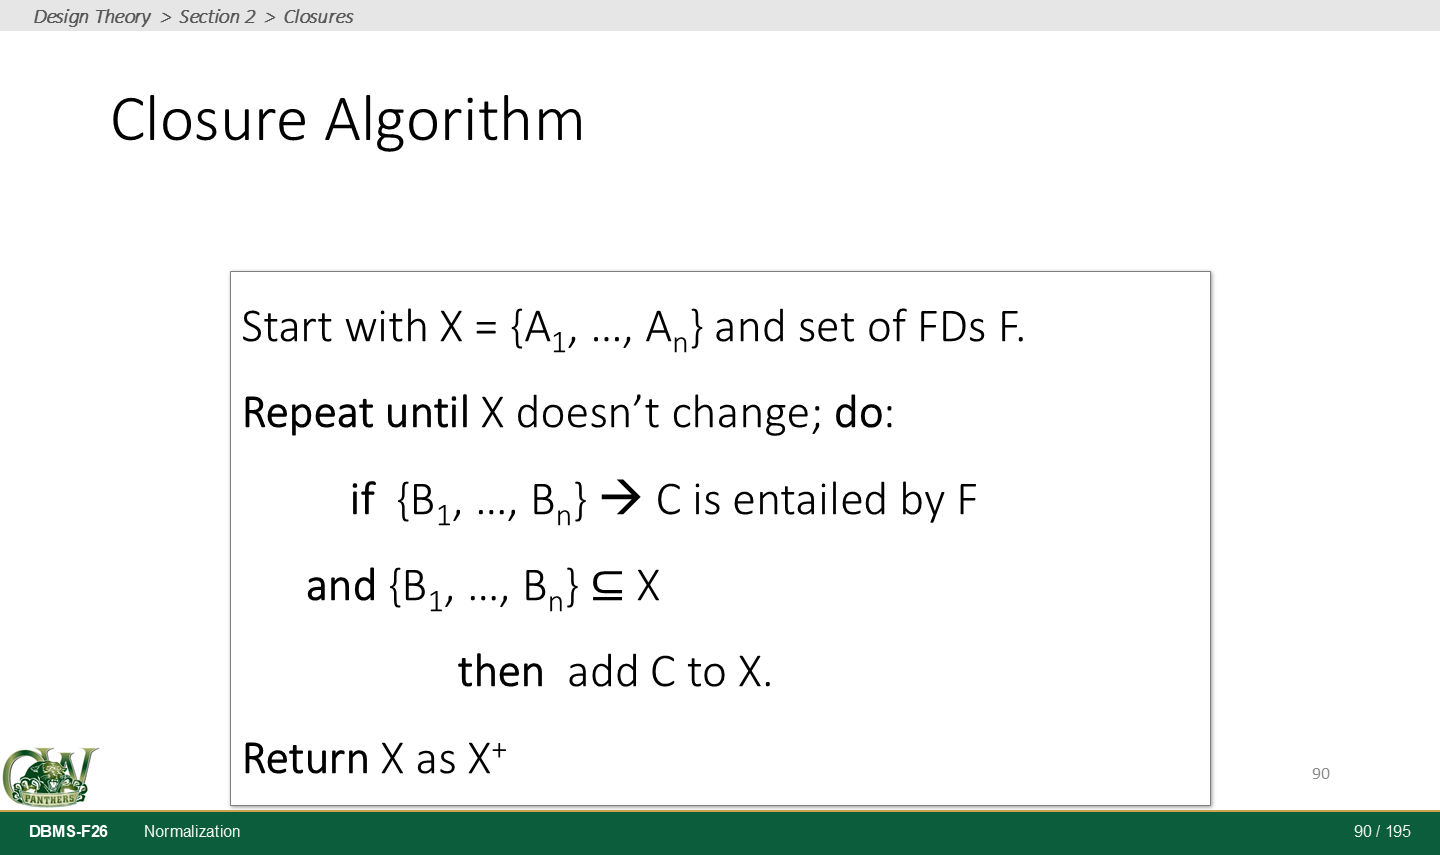 Design Theory > Section 2 > Closures
Closure Algorithm
Start with X = {A₁, …, Aₙ} and set of FDs F.
Repeat until X doesn’t change; do:
if {B₁, …, Bₙ} → C is entailed by F
and {B₁, …, Bₙ} ⊆ X
then add C to X.
Return X as X⁺
90
CW
PANTHERS
DBMS-F26 Normalization 90 / 195